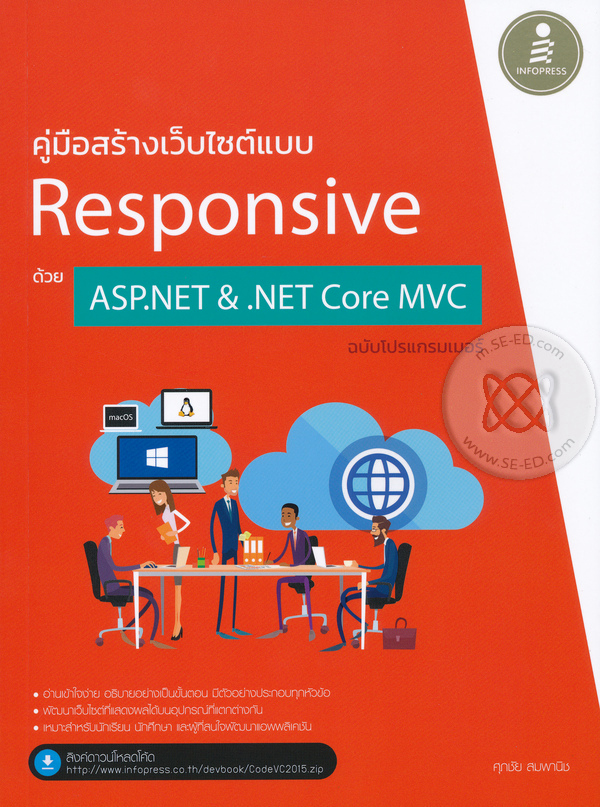 INFOPRESS
คู่มือสร้างเว็บไซต์แบบ
Responsive
ด้วย
ASP.NET & .NET Core MVC
ฉบับโปรแกรมเมอร์
m.SE-ED.com
www.SE-ED.com
macOS
• อ่านเข้าใจง่าย อธิบายอย่างเป็นขั้นตอน มีตัวอย่างประกอบทุกหัวข้อ
• พัฒนาเว็บไซต์ที่แสดงผลได้บนอุปกรณ์ที่แตกต่างกัน
• เหมาะสำหรับนักเรียน นักศึกษา และผู้ที่สนใจพัฒนาแอพพลิเคชัน
ลิงค์ดาวน์โหลดโค้ด
http://www.infopress.co.th/devbook/CodeVC2015.zip
ศุภชัย สมพานิช